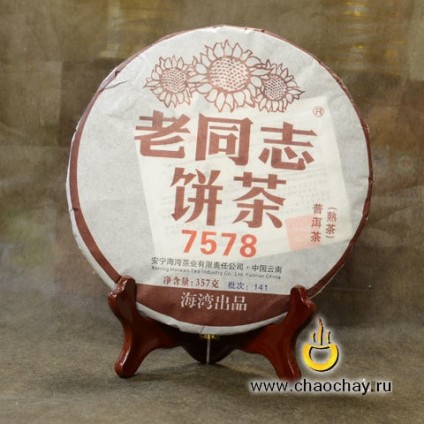 老同志
饼茶
7578
普洱茶
（熟茶）
安宁海湾茶业有限责任公司·中国云南
净含量:357克 批次: 141
海湾出品
www.chaochay.ru